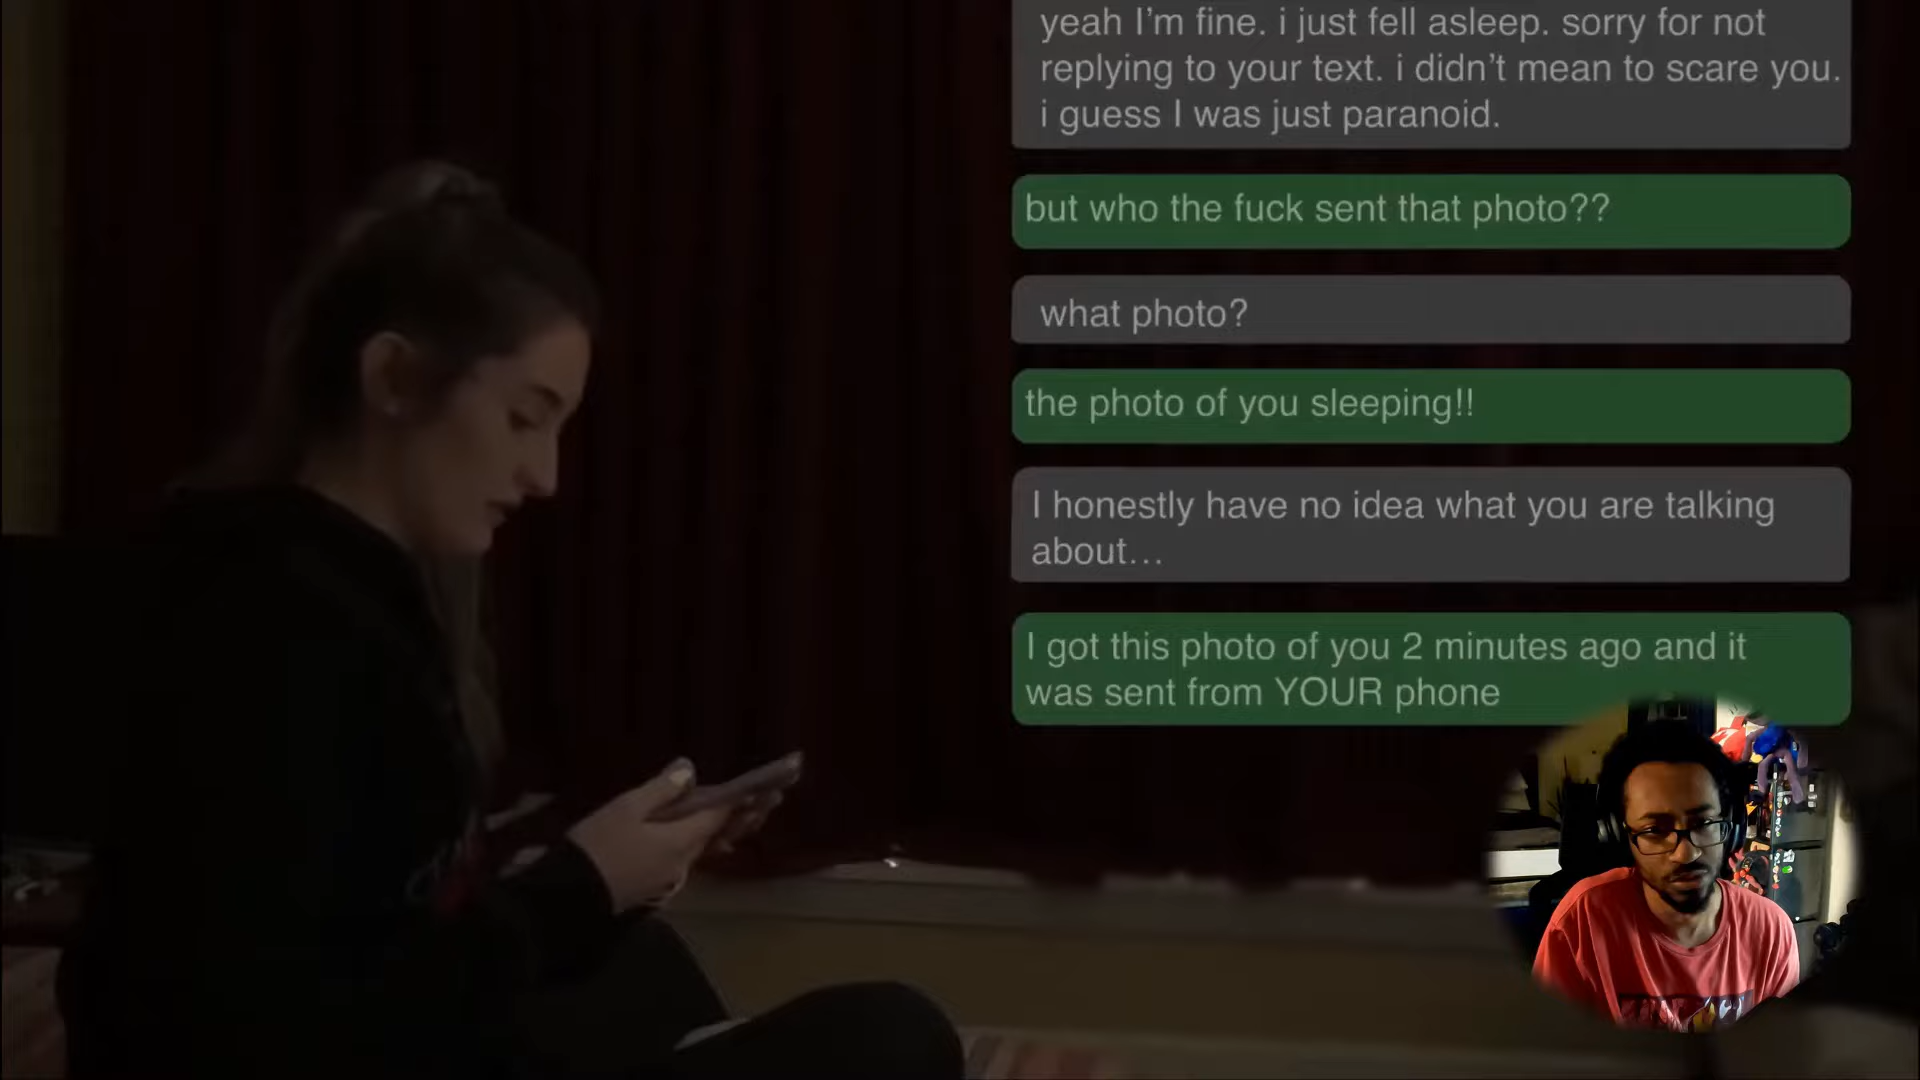 yeah I’m fine. i just fell asleep. sorry for not
replying to your text. i didn’t mean to scare you.
i guess I was just paranoid.
but who the fuck sent that photo??
what photo?
the photo of you sleeping!!
I honestly have no idea what you are talking
about...
I got this photo of you 2 minutes ago and it
was sent from YOUR phone